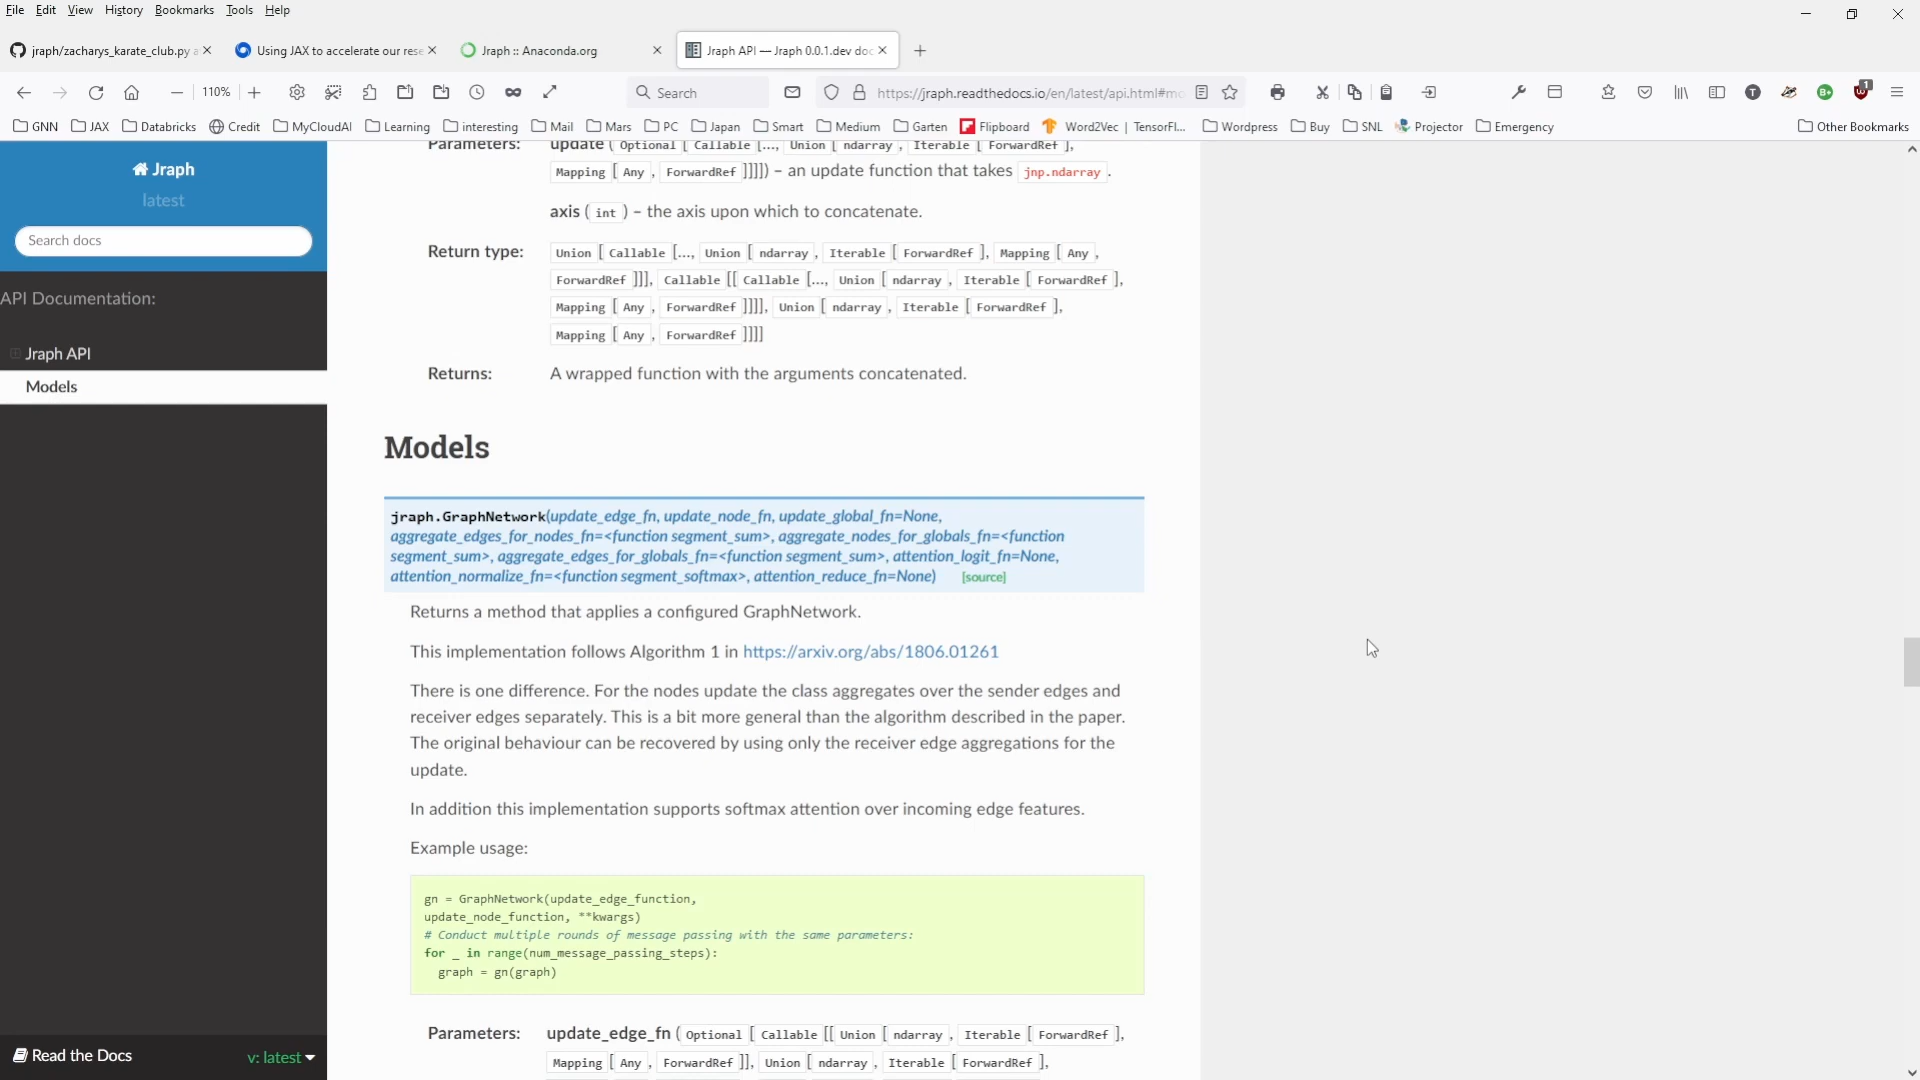 File Edit View History Bookmarks Tools Help
jraph/zacharys_karate_club.py a
Using JAX to accelerate our rese
Jraph :: Anaconda.org
Jraph API — Jraph 0.0.1.dev doc
110%
Search
https://jraph.readthedocs.io/en/latest/api.html#mo
1
GNN JAX Databricks Credit MyCloudAI Learning interesting Mail Mars PC Japan Smart Medium Garten Flipboard Word2Vec | TensorFl... Wordpress Buy SNL Projector Emergency Other Bookmarks
Jraph
latest
Search docs
API Documentation:
Jraph API
Models
Read the Docs
v: latest
Parameters: update ( Optional [ Callable [..., Union [ ndarray , Iterable [ ForwardRef ],
Mapping [ Any , ForwardRef ]]]]) – an update function that takes jnp.ndarray .
axis ( int ) – the axis upon which to concatenate.
Return type: Union [ Callable [..., Union [ ndarray , Iterable [ ForwardRef ], Mapping [ Any ,
ForwardRef ]]], Callable [[ Callable [..., Union [ ndarray , Iterable [ ForwardRef ],
Mapping [ Any , ForwardRef ]]]], Union [ ndarray , Iterable [ ForwardRef ],
Mapping [ Any , ForwardRef ]]]]
Returns: A wrapped function with the arguments concatenated.
Models
jraph.GraphNetwork(update_edge_fn, update_node_fn, update_global_fn=None,
aggregate_edges_for_nodes_fn=<function segment_sum>, aggregate_nodes_for_globals_fn=<function
segment_sum>, aggregate_edges_for_globals_fn=<function segment_sum>, attention_logit_fn=None,
attention_normalize_fn=<function segment_softmax>, attention_reduce_fn=None) [source]
Returns a method that applies a configured GraphNetwork.
This implementation follows Algorithm 1 in https://arxiv.org/abs/1806.01261
There is one difference. For the nodes update the class aggregates over the sender edges and
receiver edges separately. This is a bit more general than the algorithm described in the paper.
The original behaviour can be recovered by using only the receiver edge aggregations for the
update.
In addition this implementation supports softmax attention over incoming edge features.
Example usage:
gn = GraphNetwork(update_edge_function,
update_node_function, **kwargs)
# Conduct multiple rounds of message passing with the same parameters:
for _ in range(num_message_passing_steps):
graph = gn(graph)
Parameters: update_edge_fn ( Optional [ Callable [[ Union [ ndarray , Iterable [ ForwardRef ],
Mapping [ Any , ForwardRef ]], Union [ ndarray , Iterable [ ForwardRef ],